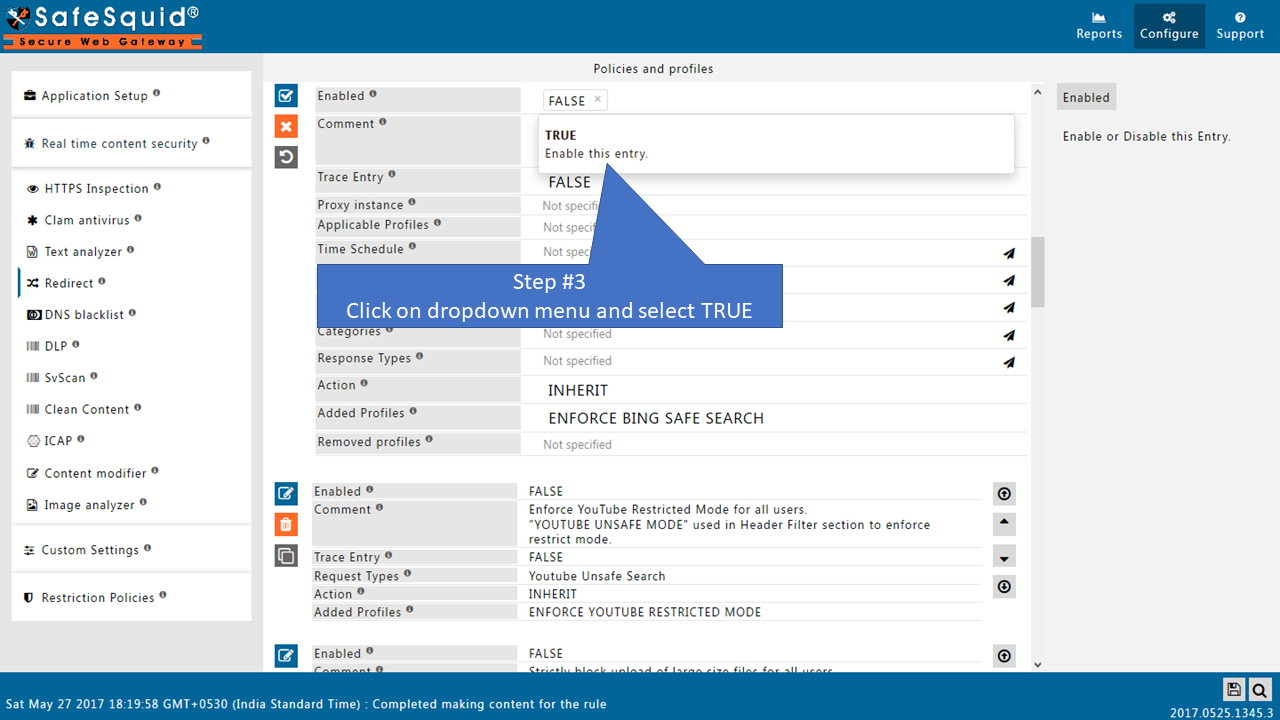 SafeSquid®
Secure Web Gateway
Reports
Configure
Support
Policies and profiles
Application Setup
Real time content security
HTTPS Inspection
Clam antivirus
Text analyzer
Redirect
DNS blacklist
DLP
SvScan
Clean Content
ICAP
Content modifier
Image analyzer
Custom Settings
Restriction Policies
Enabled FALSE ×
Comment
TRUE
Enable this entry.
Trace Entry FALSE
Proxy instance Not
Applicable Profiles Not
Time Schedule Not
Step #3
Click on dropdown menu and select TRUE
Categories Not specified
Response Types Not specified
Action INHERIT
Added Profiles ENFORCE BING SAFE SEARCH
Removed profiles Not specified
Enabled FALSE
Comment Enforce YouTube Restricted Mode for all users.
"YOUTUBE UNSAFE MODE" used in Header Filter section to enforce
restrict mode.
Trace Entry FALSE
Request Types Youtube Unsafe Search
Action INHERIT
Added Profiles ENFORCE YOUTUBE RESTRICTED MODE
Enabled FALSE
Comment Strictly block upload of large size files for all users
Enabled
Enable or Disable this Entry.
Sat May 27 2017 18:19:58 GMT+0530 (India Standard Time) : Completed making content for the rule
2017.0525.1345.3